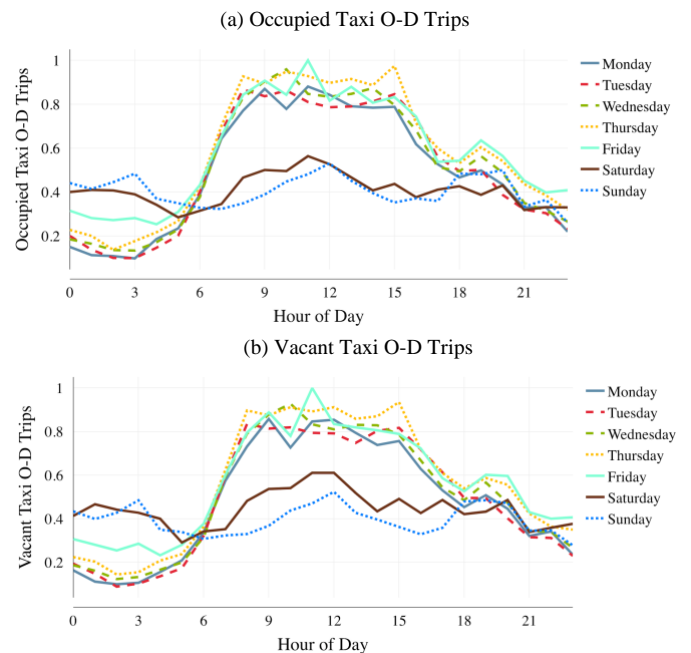 (a) Occupied Taxi O-D Trips
Occupied Taxi O-D Trips
1
0.8
0.6
0.4
0.2
0 3 6 9 12 15 18 21
Hour of Day
Monday
Tuesday
Wednesday
Thursday
Friday
Saturday
Sunday
(b) Vacant Taxi O-D Trips
Vacant Taxi O-D Trips
1
0.8
0.6
0.4
0.2
0 3 6 9 12 15 18 21
Hour of Day
Monday
Tuesday
Wednesday
Thursday
Friday
Saturday
Sunday